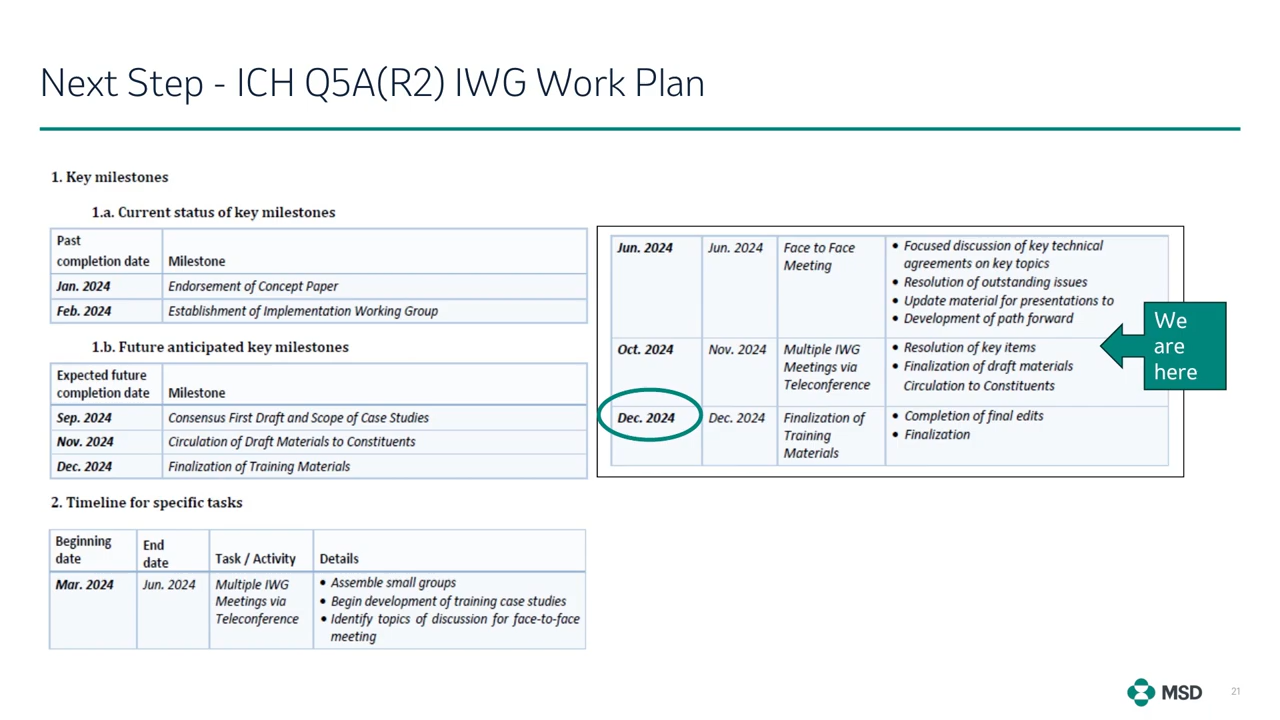 Next Step - ICH Q5A(R2) IWG Work Plan
1. Key milestones
1.a. Current status of key milestones
Past
completion date Milestone
Jan. 2024 Endorsement of Concept Paper
Feb. 2024 Establishment of Implementation Working Group
1.b. Future anticipated key milestones
Expected future
completion date Milestone
Sep. 2024 Consensus First Draft and Scope of Case Studies
Nov. 2024 Circulation of Draft Materials to Constituents
Dec. 2024 Finalization of Training Materials
2. Timeline for specific tasks
Beginning
date
End
date
Task / Activity
Details
Mar. 2024
Jun. 2024
Multiple IWG
Meetings via
Teleconference
• Assemble small groups
• Begin development of training case studies
• Identify topics of discussion for face-to-face
meeting
Jun. 2024
Jun. 2024
Face to Face
Meeting
• Focused discussion of key technical
agreements on key topics
• Resolution of outstanding issues
• Update material for presentations to
• Development of path forward
Oct. 2024
Nov. 2024
Multiple IWG
Meetings via
Teleconference
• Resolution of key items
• Finalization of draft materials
Circulation to Constituents
Dec. 2024
Dec. 2024
Finalization of
Training
Materials
• Completion of final edits
• Finalization
We
are
here
MSD
21